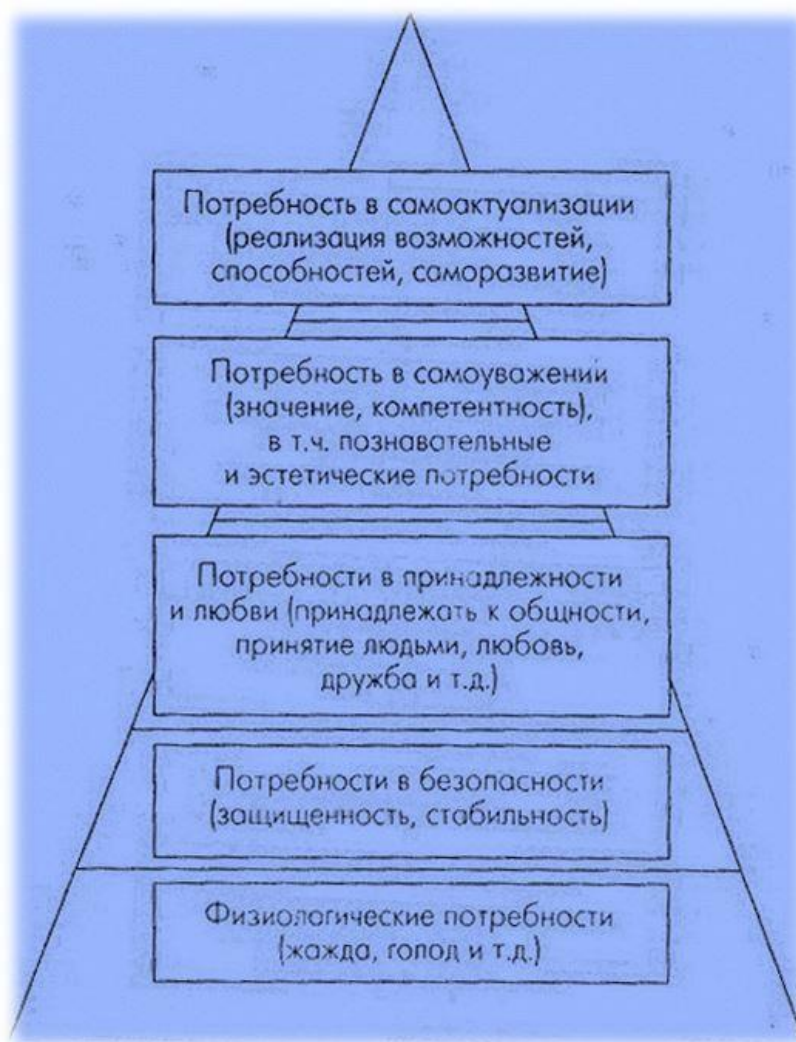 Потребность в самоактуализации
(реализация возможностей,
способностей, саморазвитие)
Потребность в самоуважении
(значение, компетентность),
в т.ч. познавательные
и эстетические потребности
Потребности в принадлежности
и любви (принадлежать к общности,
принятие людьми, любовь,
дружба и т.д.)
Потребности в безопасности
(защищенность, стабильность)
Физиологические потребности
(жажда, голод и т.д.)